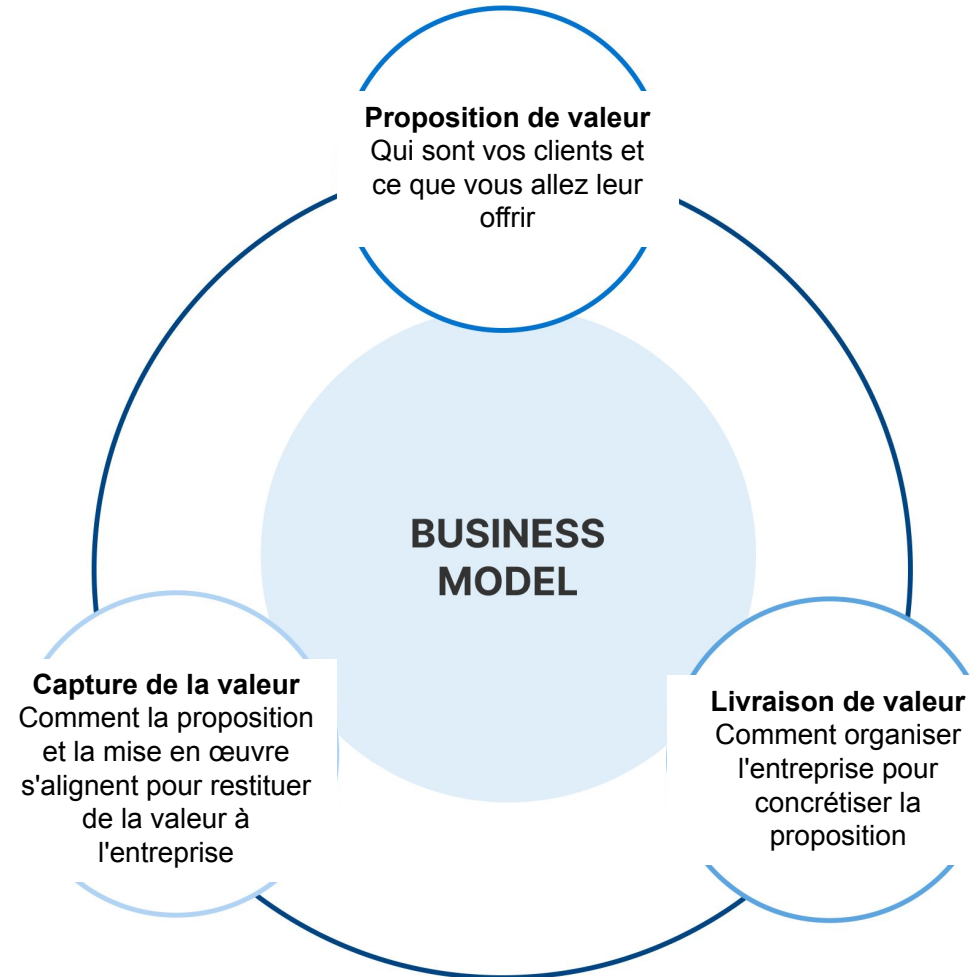 Proposition de valeur
Qui sont vos clients et
ce que vous allez leur
offrir
BUSINESS
MODEL
Capture de la valeur
Comment la proposition
et la mise en œuvre
s'alignent pour restituer
de la valeur à
l'entreprise
Livraison de valeur
Comment organiser
l'entreprise pour
concrétiser la
proposition